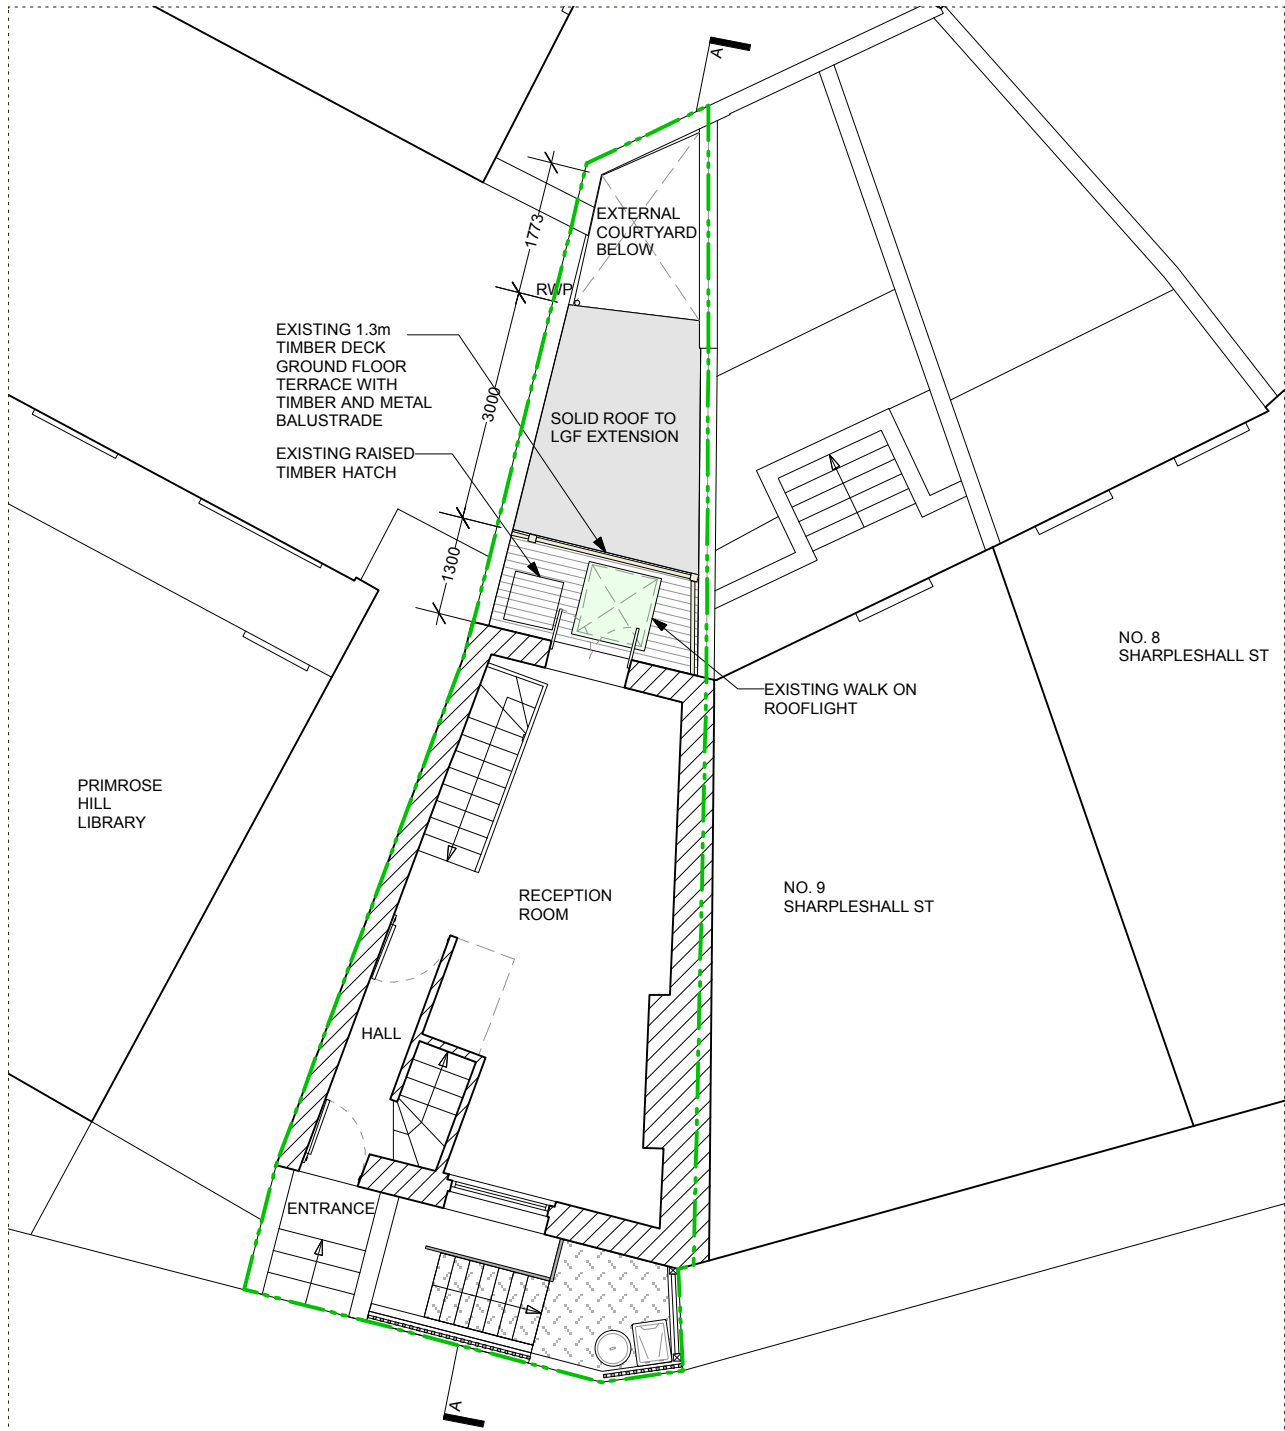 A
EXTERNAL
COURTYARD
BELOW
1773
RWP
EXISTING 1.3m
TIMBER DECK
GROUND FLOOR
TERRACE WITH
TIMBER AND METAL
BALUSTRADE
3000
SOLID ROOF TO
LGF EXTENSION
EXISTING RAISED
TIMBER HATCH
1300
NO. 8
SHARPLESHALL ST
EXISTING WALK ON
ROOFLIGHT
PRIMROSE
HILL
LIBRARY
NO. 9
SHARPLESHALL ST
RECEPTION
ROOM
HALL
ENTRANCE
A